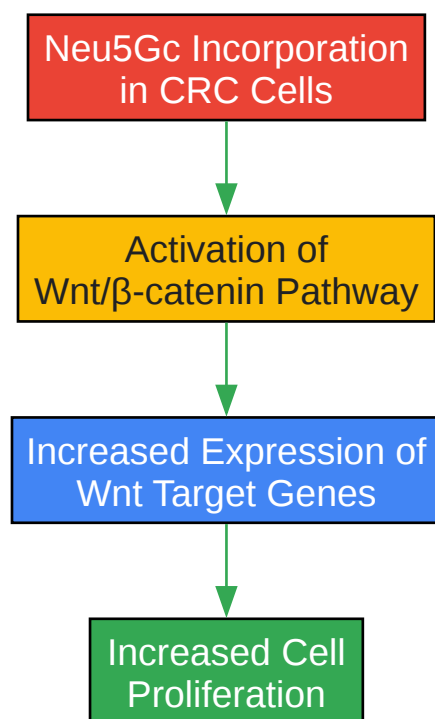 Neu5Gc Incorporation
in CRC Cells
Activation of
Wnt/β-catenin Pathway
Increased Expression of
Wnt Target Genes
Increased Cell
Proliferation